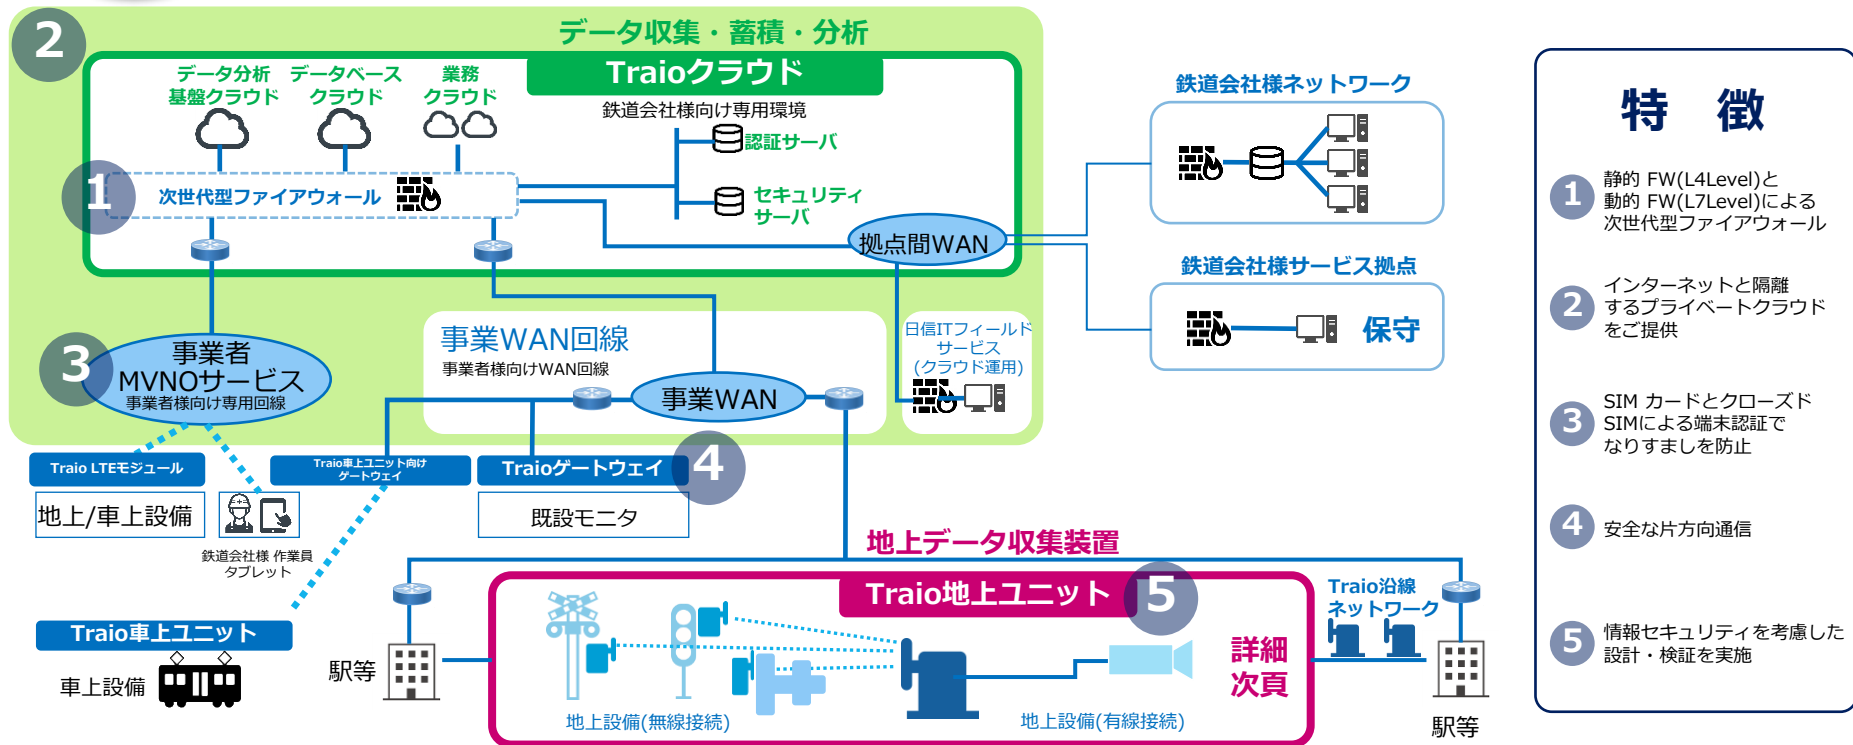 2
データ収集・蓄積・分析
Traioクラウド
データ分析
基盤クラウド
データベース
クラウド
業務
クラウド
鉄道会社様向け専用環境
認証サーバ
セキュリティ
サーバ
1
次世代型ファイアウォール
拠点間WAN
鉄道会社様ネットワーク
鉄道会社様サービス拠点
保守
3
事業者
MVNOサービス
事業者様向け専用回線
事業WAN回線
事業者様向けWAN回線
事業WAN
日信ITフィールド
サービス
(クラウド運用)
Traio LTEモジュール
地上/車上設備
鉄道会社様 作業員
タブレット
Traio車上ユニット向け
ゲートウェイ
Traioゲートウェイ
4
既設モニタ
Traio車上ユニット
車上設備
地上データ収集装置
Traio地上ユニット
5
駅等
地上設備(無線接続)
地上設備(有線接続)
詳細
次頁
Traio沿線
ネットワーク
駅等
特 徴
1
静的 FW(L4Level)と
動的 FW(L7Level)による
次世代型ファイアウォール
2
インターネットと隔離
するプライベートクラウド
をご提供
3
SIM カードとクローズド
SIMによる端末認証で
なりすましを防止
4
安全な片方向通信
5
情報セキュリティを考慮した
設計・検証を実施